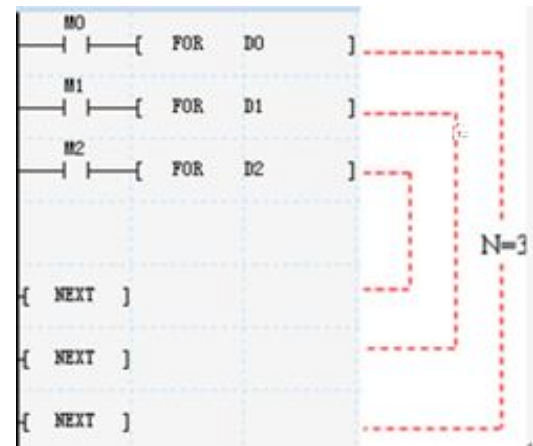 M0
[ FOR D0 ]
M1
[ FOR D1 ]
M2
[ FOR D2 ]
N=3
[ NEXT ]
[ NEXT ]
[ NEXT ]